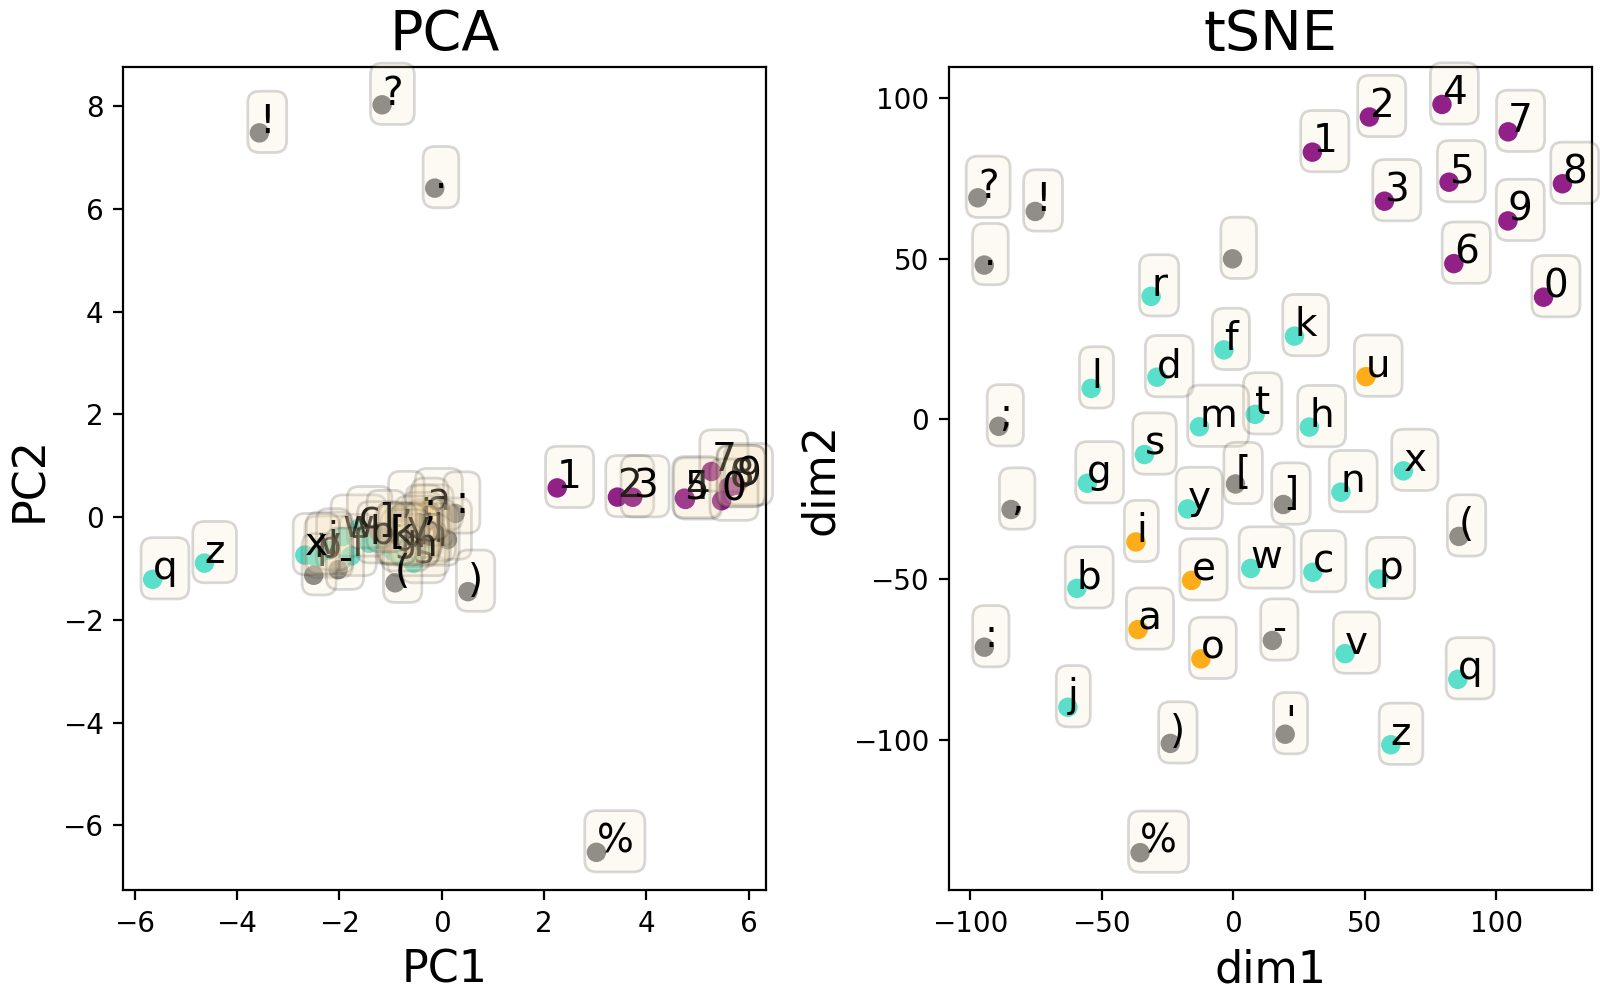 PCA
8
6
4
2
0
−2
−4
−6
PC2
!
?
.
1
2
3
7
5
0
9
q
z
x
[
(
)
%
−6
−4
−2
0
2
4
6
PC1
tSNE
100
50
0
−50
−100
dim2
4
2
7
1
8
5
?
3
!
9
.
6
0
r
k
f
u
l
d
t
m
h
;
s
x
g
[
n
]
y
,
i
(
e
w
c
p
b
a
-
o
v
:
q
j
'
)
z
%
−100
−50
0
50
100
dim1